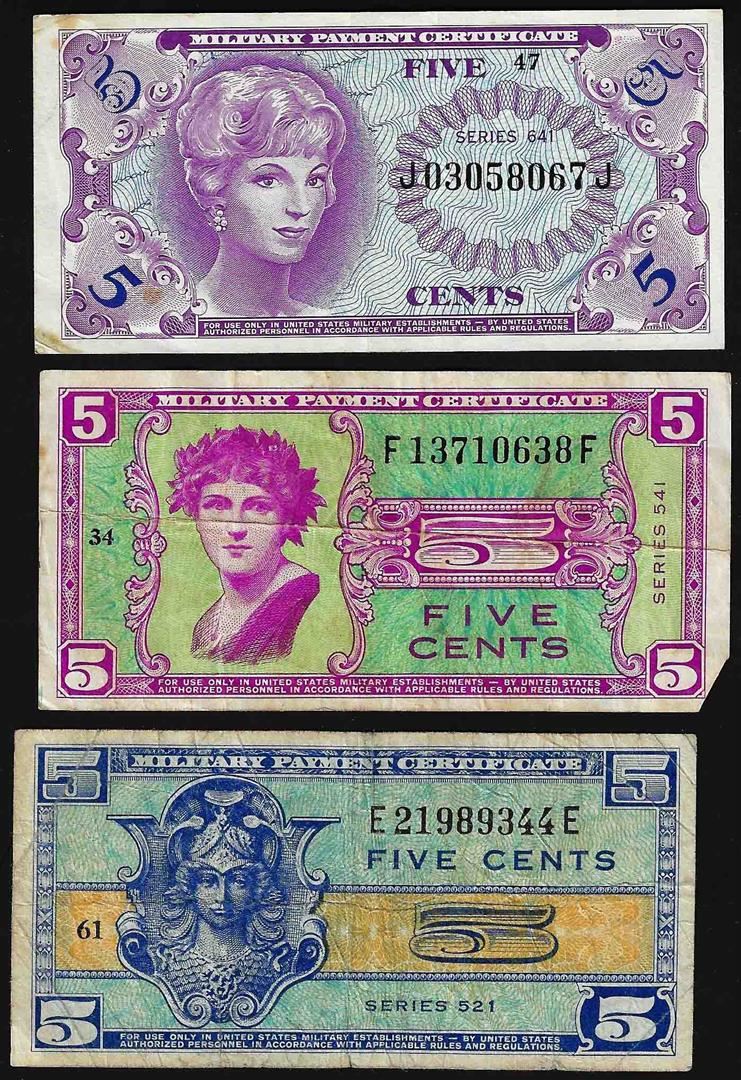 MILITARY PAYMENT CERTIFICATE
5 FIVE 47 5
SERIES 641
J03058067J
5 CENTS 5
FOR USE ONLY IN UNITED STATES MILITARY ESTABLISHMENTS — BY UNITED STATES
AUTHORIZED PERSONNEL IN ACCORDANCE WITH APPLICABLE RULES AND REGULATIONS.
5 MILITARY PAYMENT CERTIFICATE 5
F13710638F
34 5 SERIES 541
FIVE
CENTS
5 FOR USE ONLY IN UNITED STATES MILITARY ESTABLISHMENTS — BY UNITED STATES 5
AUTHORIZED PERSONNEL IN ACCORDANCE WITH APPLICABLE RULES AND REGULATIONS.
5 MILITARY PAYMENT CERTIFICATE 5
E21989344E
FIVE CENTS
61 5
SERIES 521
5 5
FOR USE ONLY IN UNITED STATES MILITARY ESTABLISHMENTS — BY UNITED STATES
AUTHORIZED PERSONNEL IN ACCORDANCE WITH APPLICABLE RULES AND REGULATIONS.